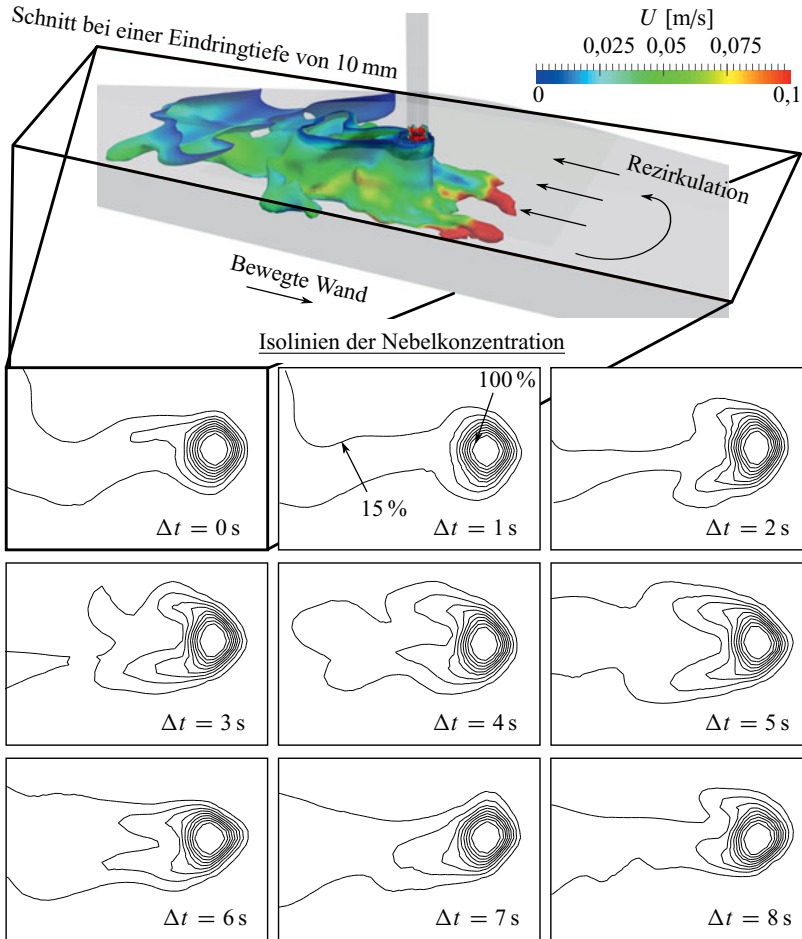 Schnitt bei einer Eindringtiefe von 10 mm
U [m/s]
0,025 0,05 0,075
0 0,1
Rezirkulation
Bewegte Wand
Isolinien der Nebelkonzentration
100 %
15 %
Δt = 0 s
Δt = 1 s
Δt = 2 s
Δt = 3 s
Δt = 4 s
Δt = 5 s
Δt = 6 s
Δt = 7 s
Δt = 8 s